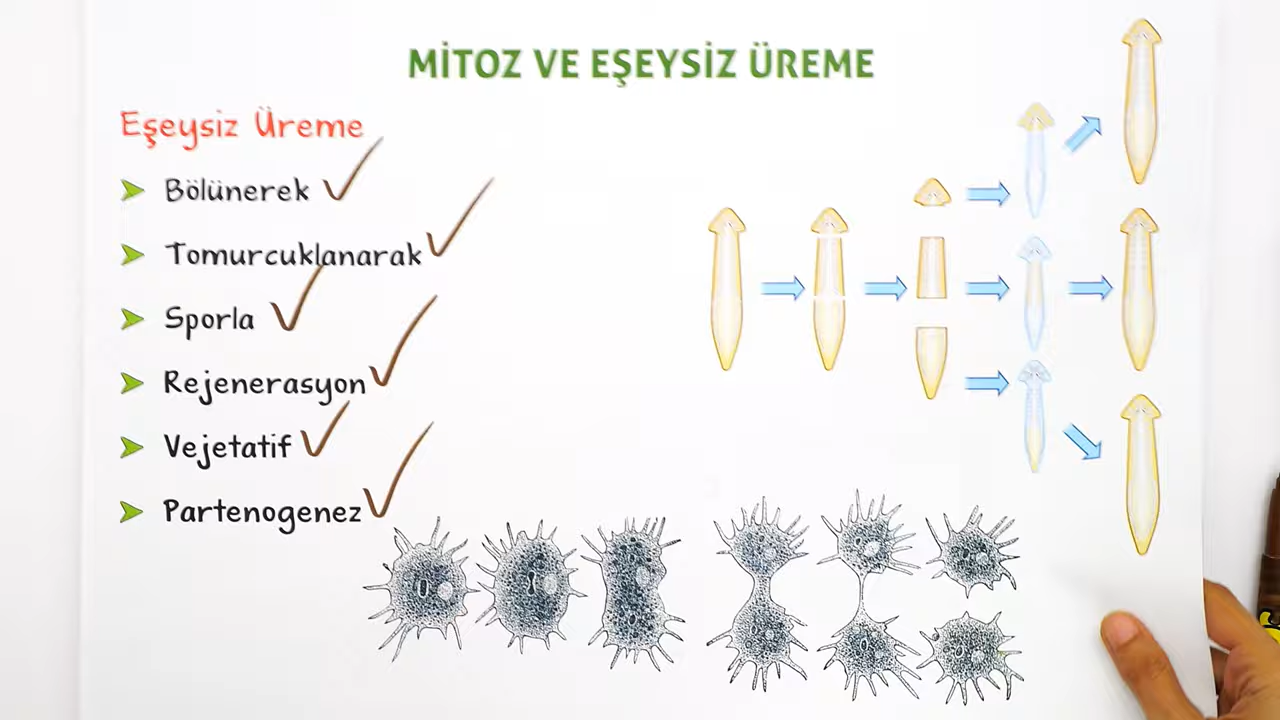 MİTOZ VE EŞEYSİZ ÜREME
Eşeysiz Üreme
Bölünerek
Tomurcuklanarak
Sporla
Rejenerasyon
Vejetatif
Partenogenez